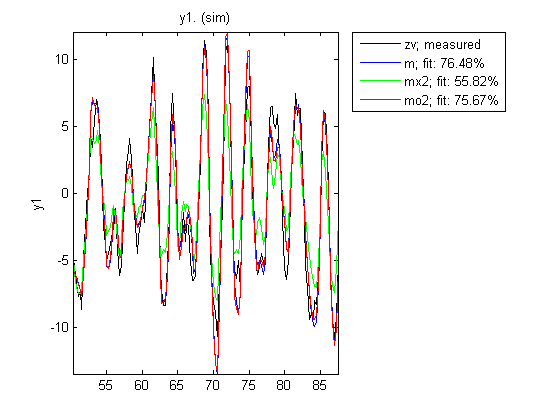 y1. (sim)
zv; measured
m; fit: 76.48%
mx2; fit: 55.82%
mo2; fit: 75.67%
10
5
0
-5
-10
y1
55 60 65 70 75 80 85